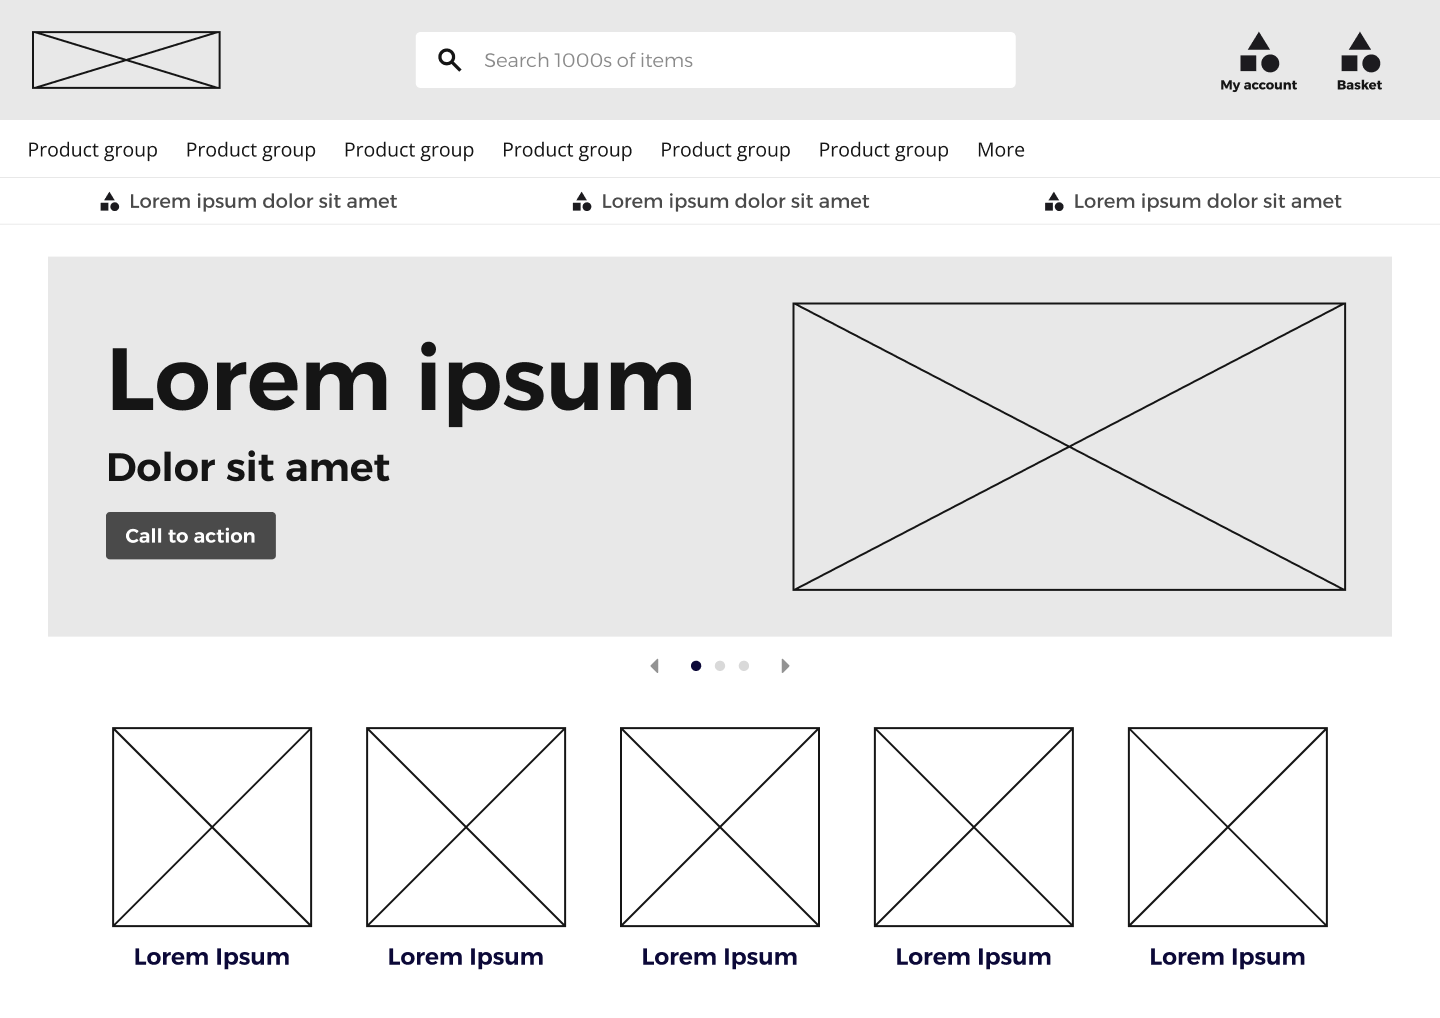 Search 1000s of items
My account
Basket
Product group Product group Product group Product group Product group Product group More
Lorem ipsum dolor sit amet Lorem ipsum dolor sit amet Lorem ipsum dolor sit amet
Lorem ipsum
Dolor sit amet
Call to action
Lorem Ipsum Lorem Ipsum Lorem Ipsum Lorem Ipsum Lorem Ipsum